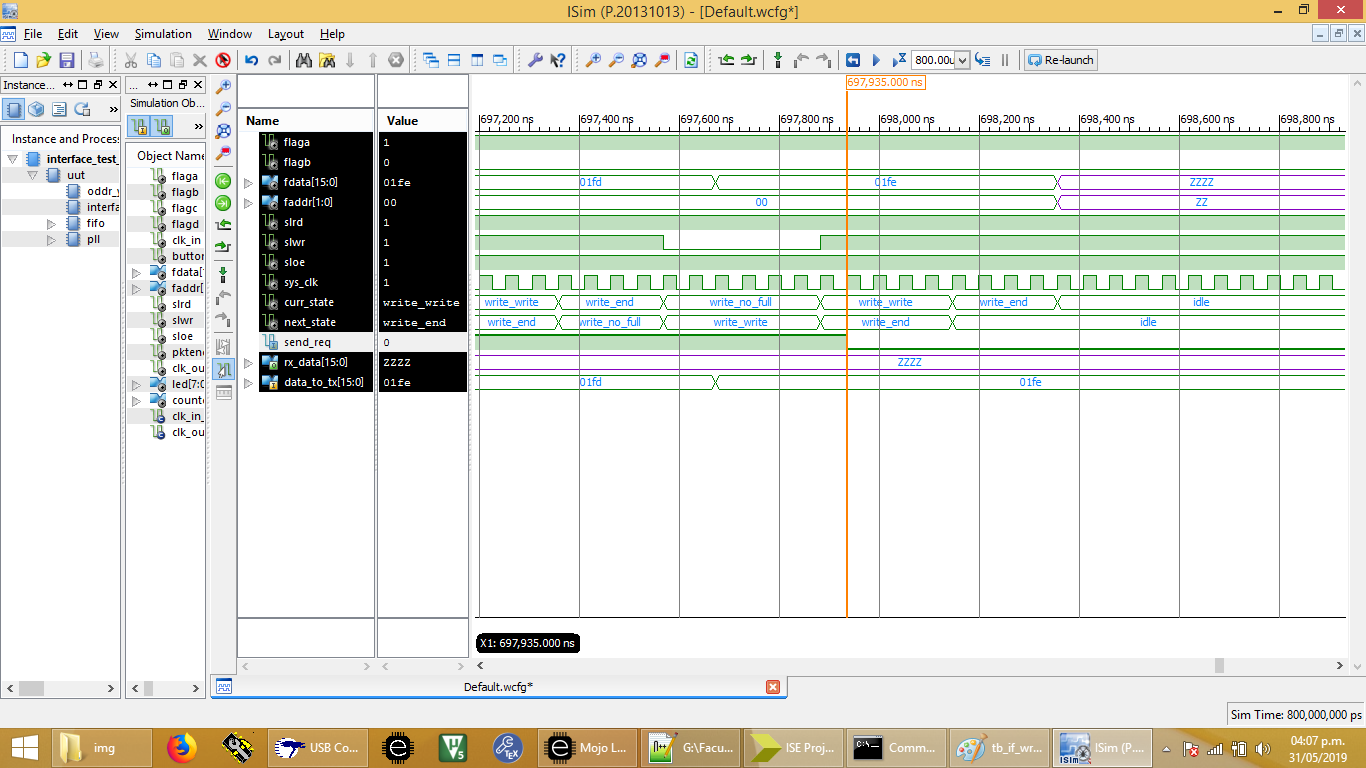 ISim (P.20131013) - [Default.wcfg*]
File Edit View Simulation Window Layout Help
800.00u
Re-launch
Instance...
Instance and Process
interface_test_
uut
oddr_y
interfa
fifo
pll
...
Simulation Ob...
Object Name
flaga
flagb
flagc
flagd
clk_in
button
fdata[
faddr[
slrd
slwr
sloe
pkten
clk_ou
led[7:0
counte
clk_in_
clk_ou
Name Value
flaga 1
flagb 0
fdata[15:0] 01fe
faddr[1:0] 00
slrd 1
slwr 1
sloe 1
sys_clk 1
curr_state write_write
next_state write_end
send_req 0
rx_data[15:0] ZZZZ
data_to_tx[15:0] 01fe
697,935.000 ns
697,200 ns 697,400 ns 697,600 ns 697,800 ns 698,000 ns 698,200 ns 698,400 ns 698,600 ns 698,800 ns
01fd 01fe ZZZZ
00 ZZ
write_write write_end write_no_full write_write write_end idle
write_end write_no_full write_write write_end idle
ZZZZ
01fd 01fe
X1: 697,935.000 ns
Default.wcfg*
Sim Time: 800,000,000 ps
img
USB Co...
Mojo L...
G:\Facu...
ISE Proj...
Comm...
tb_if_wr...
ISim (P....
04:07 p.m.
31/05/2019